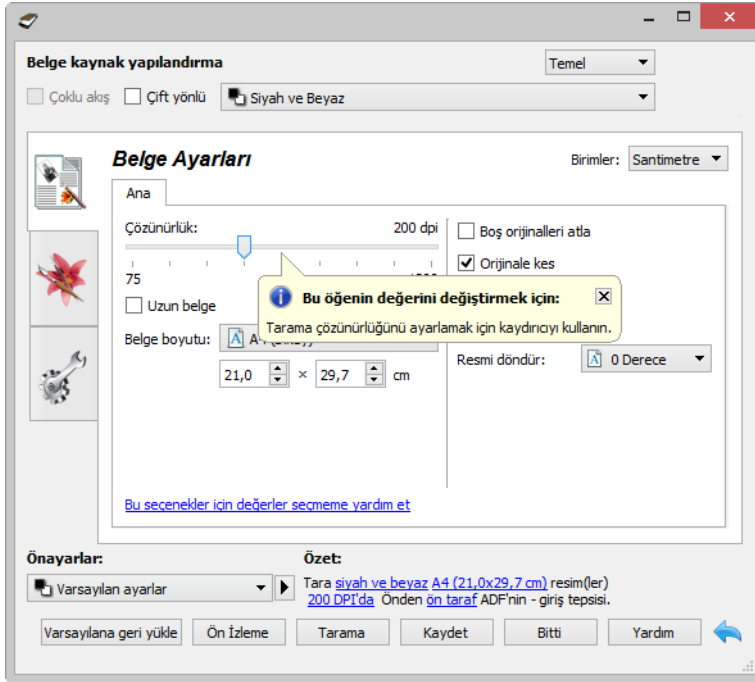 Belge kaynak yapılandırma
Temel
Çoklu akış
Çift yönlü
Siyah ve Beyaz
Belge Ayarları
Birimler:
Santimetre
Ana
Çözünürlük:
200 dpi
75
Boş orijinalleri atla
Orijinale kes
Bu öğenin değerini değiştirmek için:
Tarama çözünürlüğünü ayarlamak için kaydırıcıyı kullanın.
Uzun belge
Belge boyutu:
21,0 × 29,7 cm
Resmi döndür:
0 Derece
Bu seçenekler için değerler seçmeme yardım et
Önayarlar:
Varsayılan ayarlar
Özet:
Tara siyah ve beyaz A4 (21,0x29,7 cm) resim(ler)
200 DPI'da Önden ön taraf ADF'nin - giriş tepsisi.
Varsayılana geri yükle
Ön İzleme
Tarama
Kaydet
Bitti
Yardım